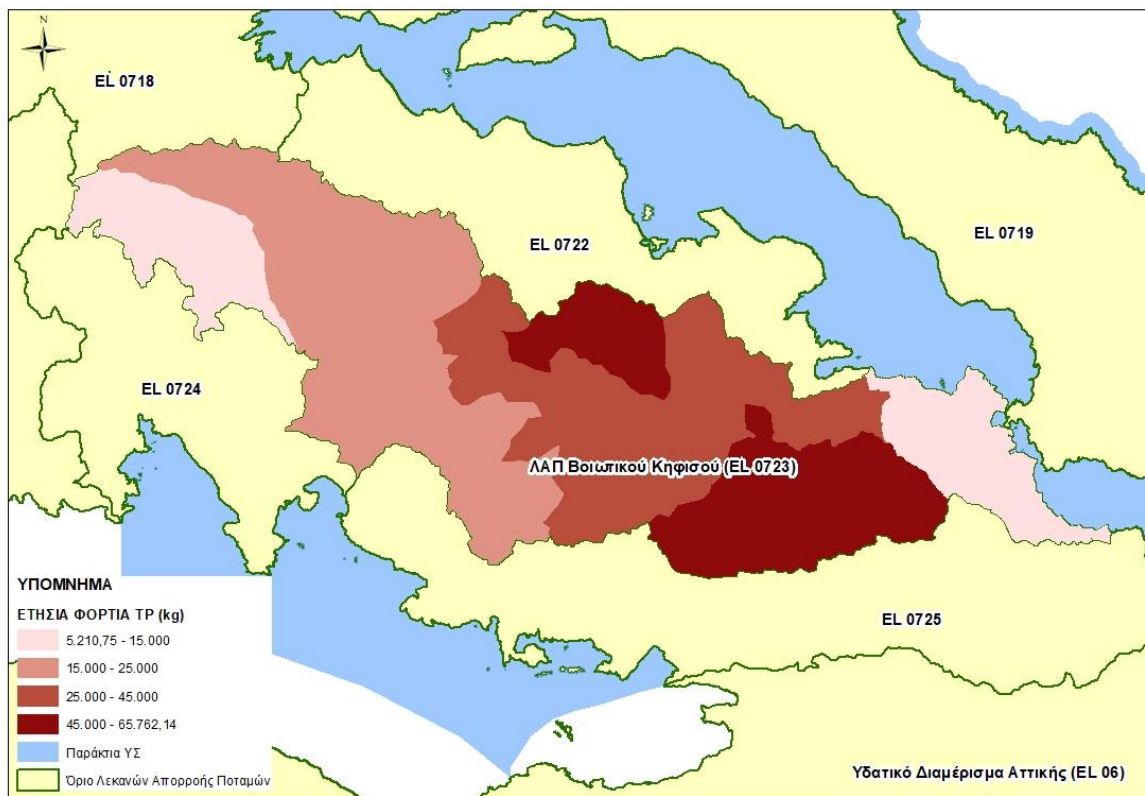 N
EL 0718
EL 0722
EL 0719
EL 0724
ΛΑΠ Βοιωτικού Κηφισού (EL 0723)
EL 0725
ΥΠΟΜΝΗΜΑ
ΕΤΗΣΙΑ ΦΟΡΤΙΑ TP (kg)
5.210,75 - 15.000
15.000 - 25.000
25.000 - 45.000
45.000 - 65.762,14
Παράκτια ΥΣ
Όριο Λεκανών Απορροής Ποταμών
Υδατικό Διαμέρισμα Αττικής (EL 06)